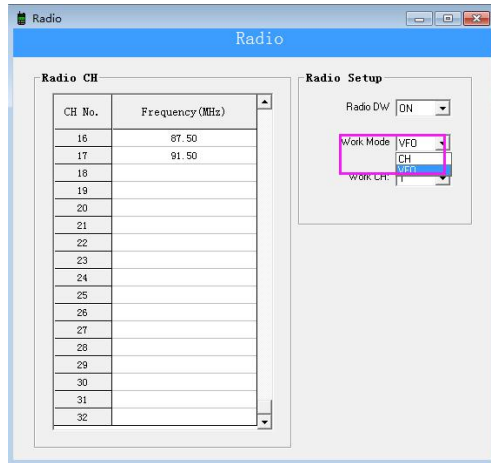 Radio
Radio
Radio CH
CH No. Frequency(MHz)
16 87.50
17 91.50
18
19
20
21
22
23
24
25
26
27
28
29
30
31
32
Radio Setup
Radio DW ON
Work Mode VFO
CH
VFO
Work CH: 1